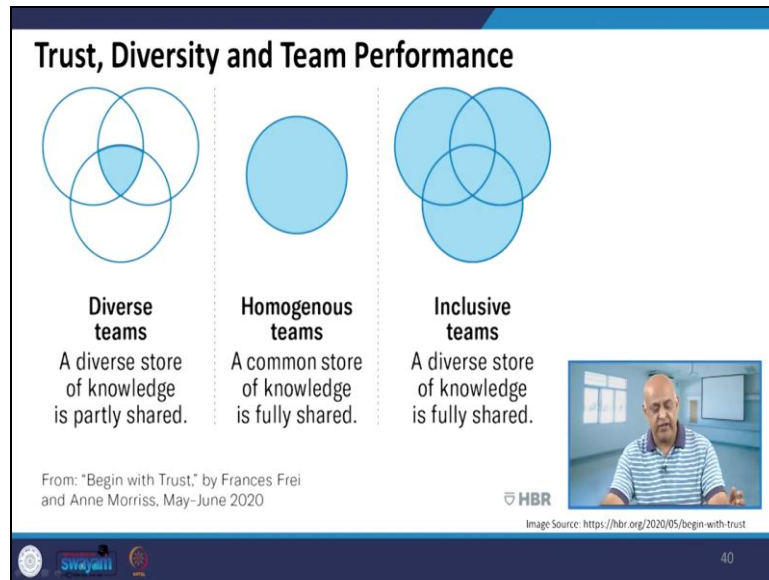 Trust, Diversity and Team Performance
Diverse
teams
A diverse store
of knowledge
is partly shared.
Homogenous
teams
A common store
of knowledge
is fully shared.
Inclusive
teams
A diverse store
of knowledge
is fully shared.
From: "Begin with Trust," by Frances Frei
and Anne Morriss, May–June 2020
HBR
Image Source: https://hbr.org/2020/05/begin-with-trust
swayam
40